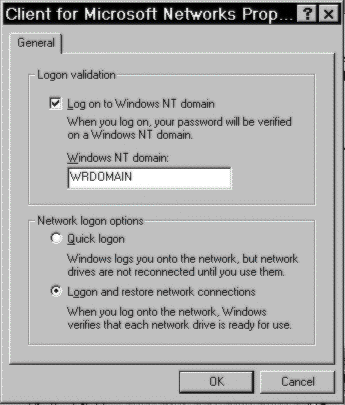 Client for Microsoft Networks Prop... ? ×
General
Logon validation
Log on to Windows NT domain
When you log on, your password will be verified
on a Windows NT domain.
Windows NT domain:
WRDOMAIN
Network logon options
Quick logon
Windows logs you onto the network, but network
drives are not reconnected until you use them.
Logon and restore network connections
When you log onto the network, Windows
verifies that each network drive is ready for use.
OK
Cancel